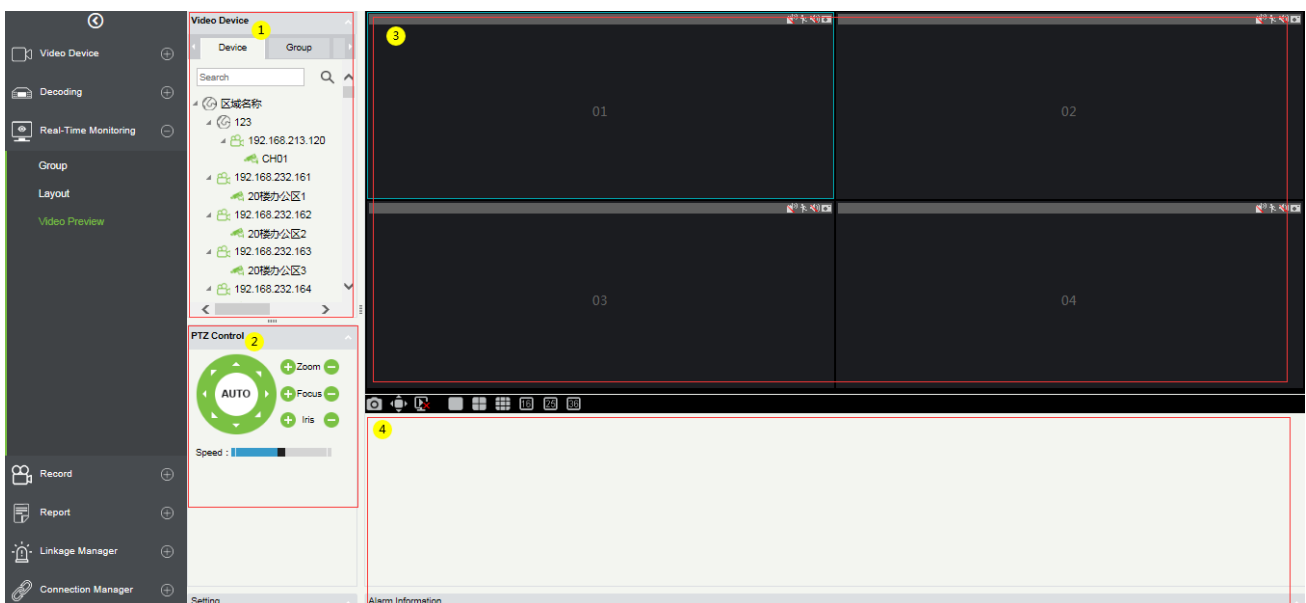 Video Device
Decoding
Real-Time Monitoring
Group
Layout
Video Preview
Record
Report
Linkage Manager
Connection Manager
Video Device
1
Device
Group
Search
区域名称
123
192.168.213.120
CH01
192.168.232.161
20楼办公区1
192.168.232.162
20楼办公区2
192.168.232.163
20楼办公区3
192.168.232.164
PTZ Control
2
AUTO
Zoom
Focus
Iris
Speed :
Setting
3
01
02
03
04
16
25
36
4
Alarm Information